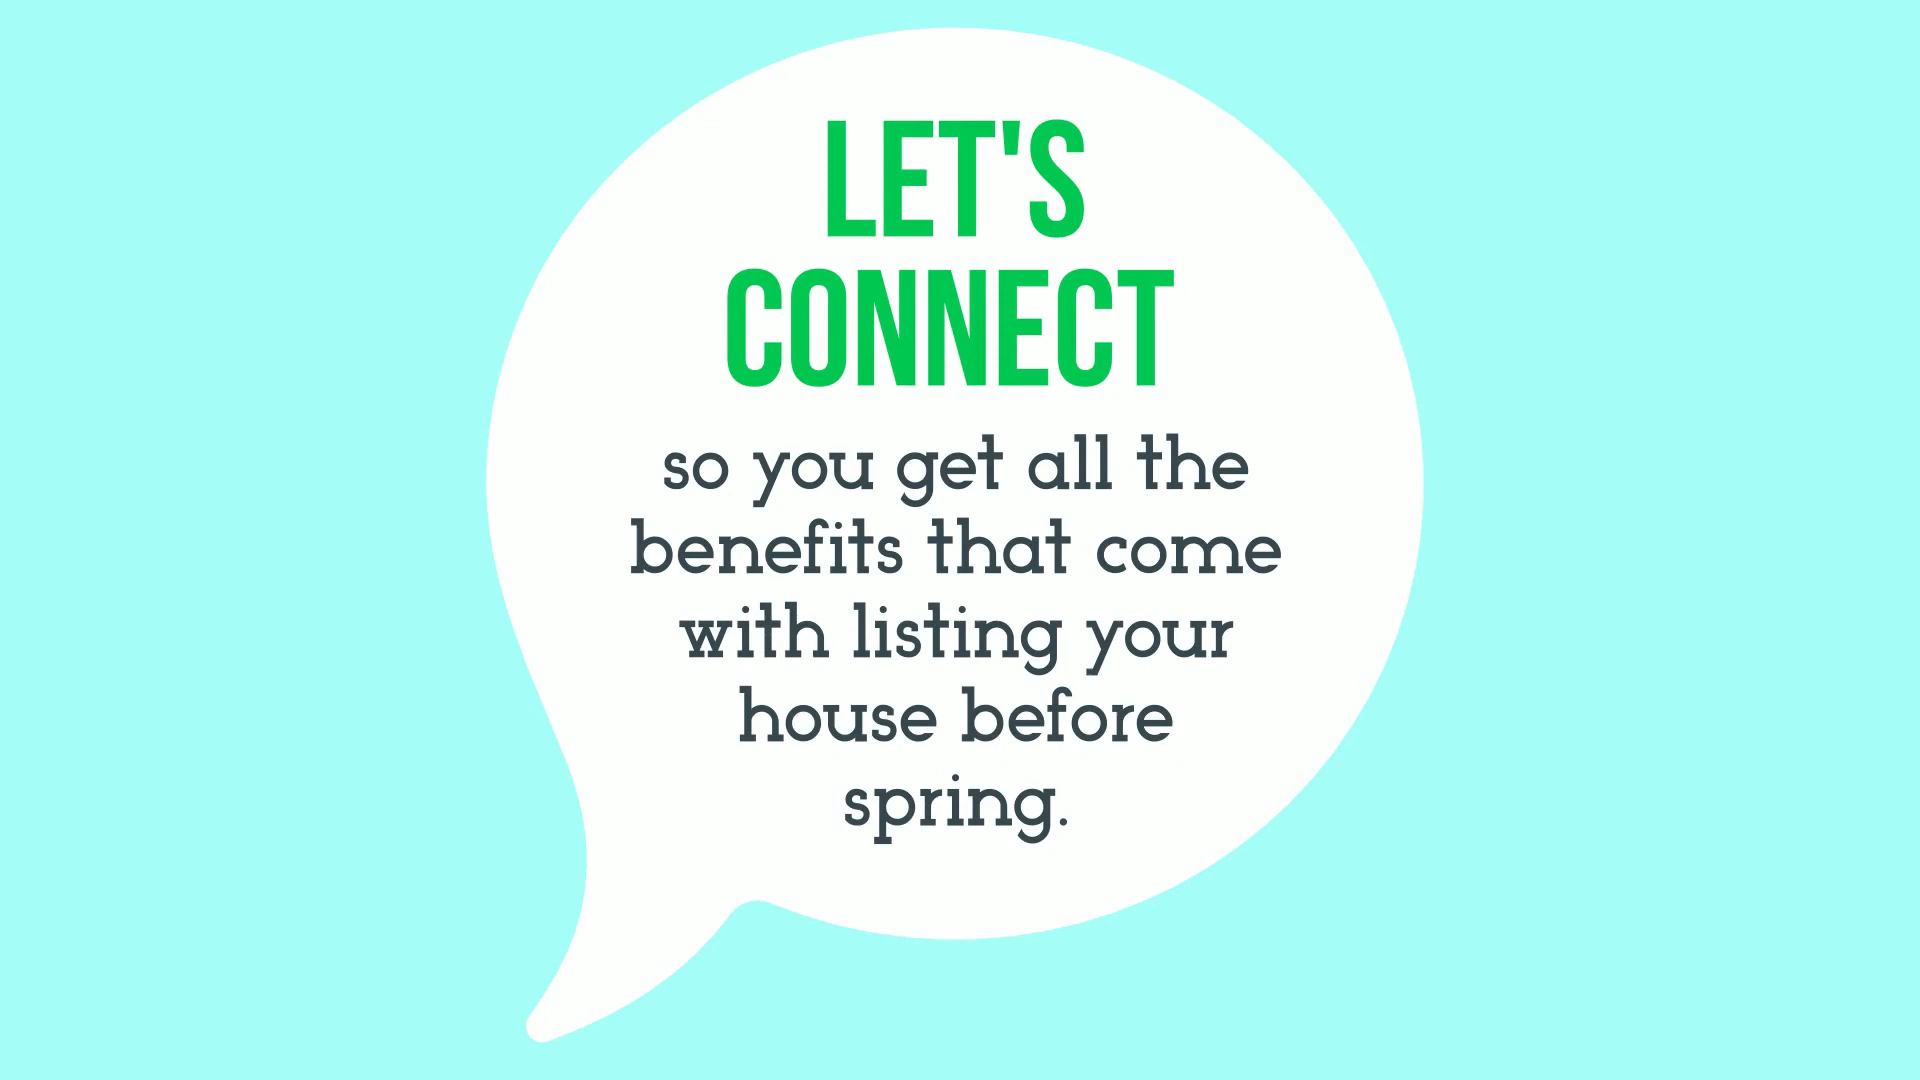 LET'S
CONNECT
so you get all the
benefits that come
with listing your
house before
spring.